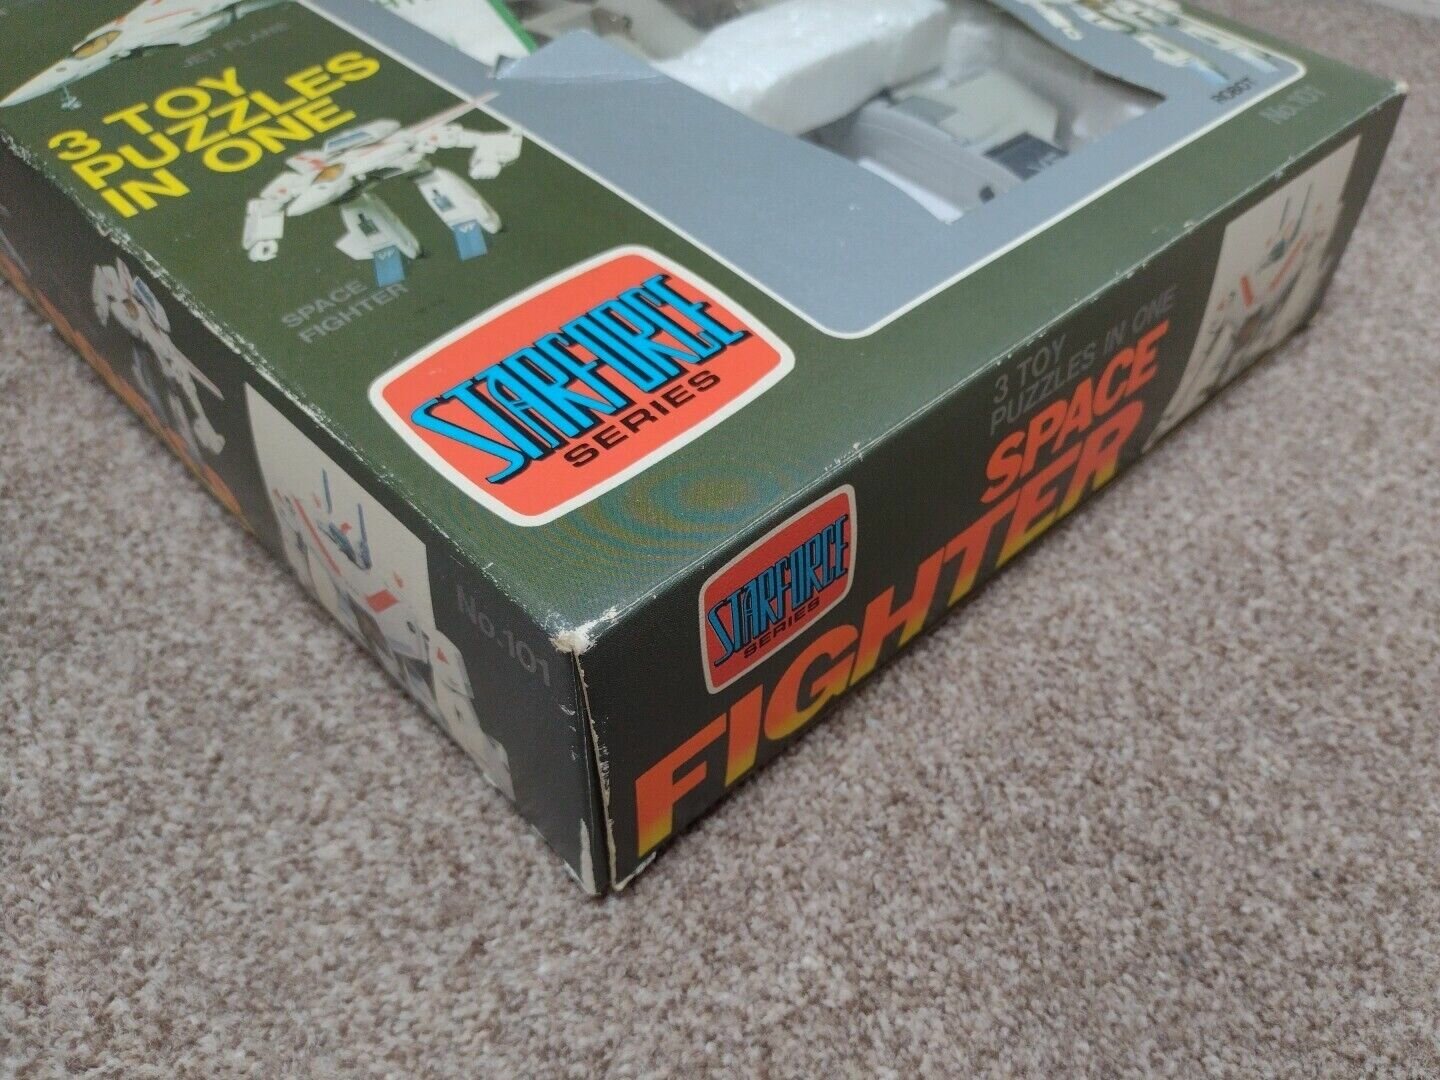 JET PLANE
3 TOY
PUZZLES
IN ONE
SPACE
FIGHTER
ROBOT
No.101
STARFORCE
SERIES
No.101
STARFORCE
SERIES
3 TOY
PUZZLES IN ONE
SPACE
FIGHTER